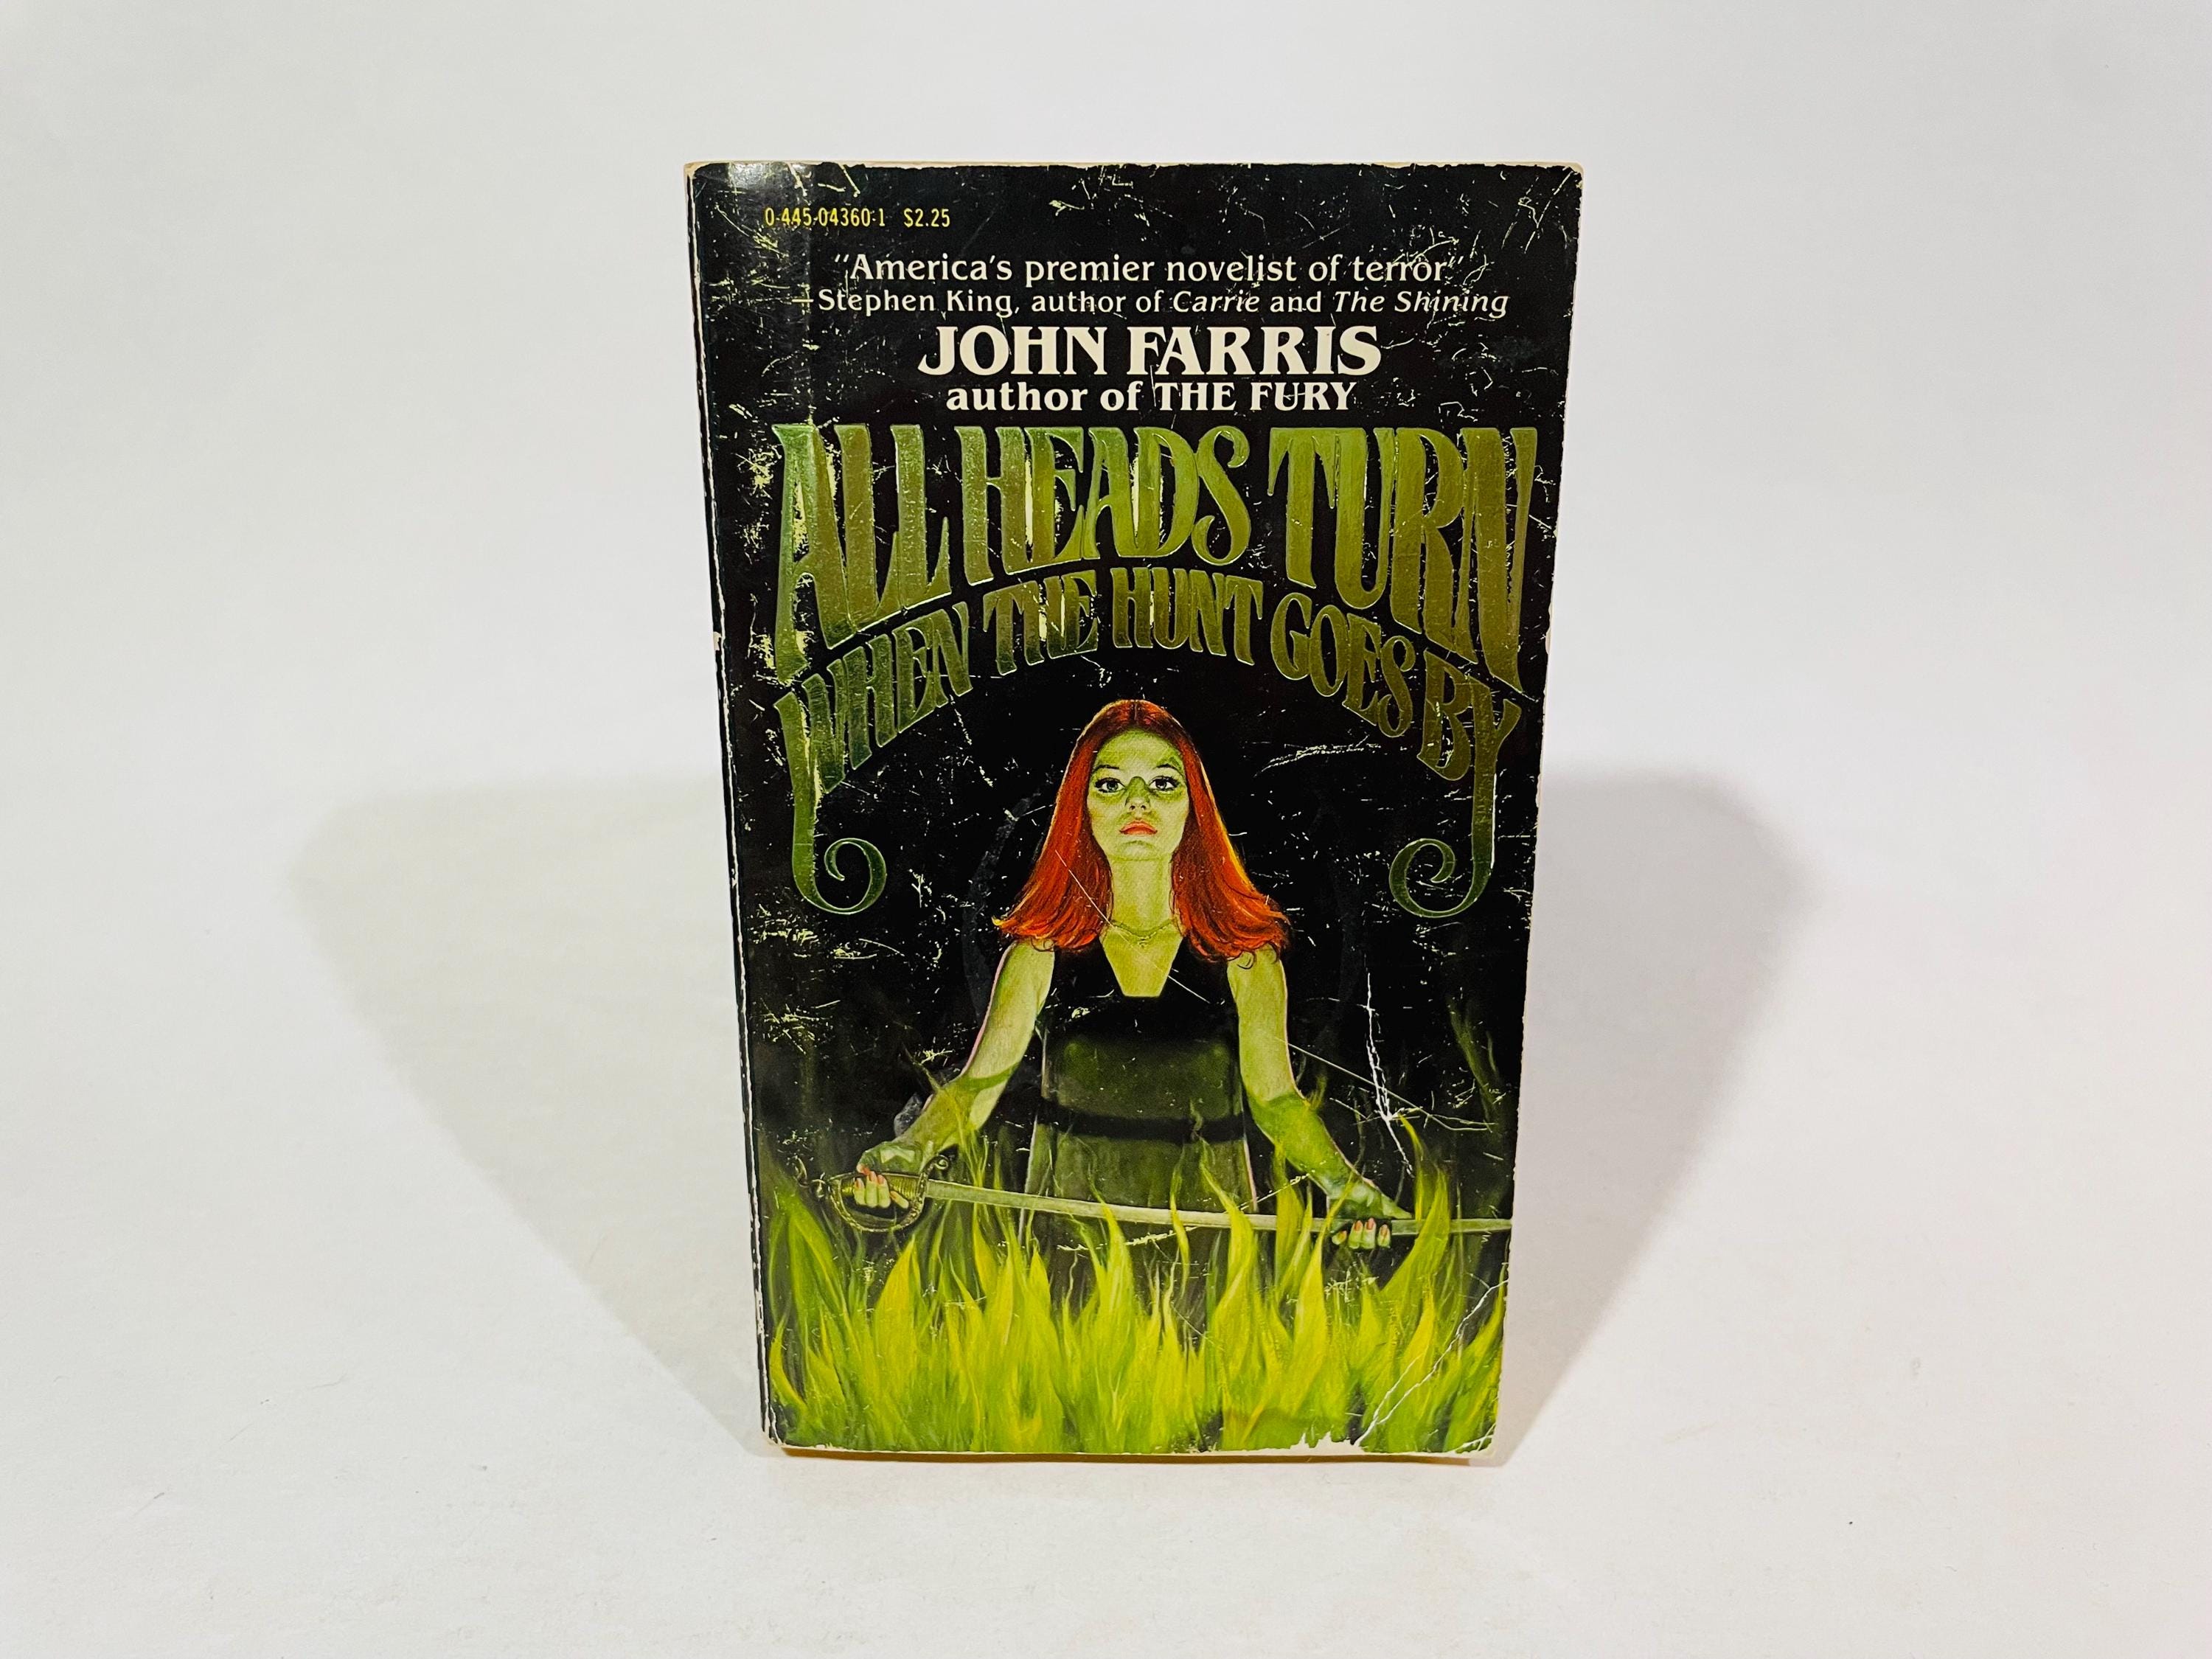 0-445-04360-1 $2.25
"America's premier novelist of terror"
—Stephen King, author of Carrie and The Shining
JOHN FARRIS
author of THE FURY
ALL HEADS TURN
WHEN THE HUNT GOES BY